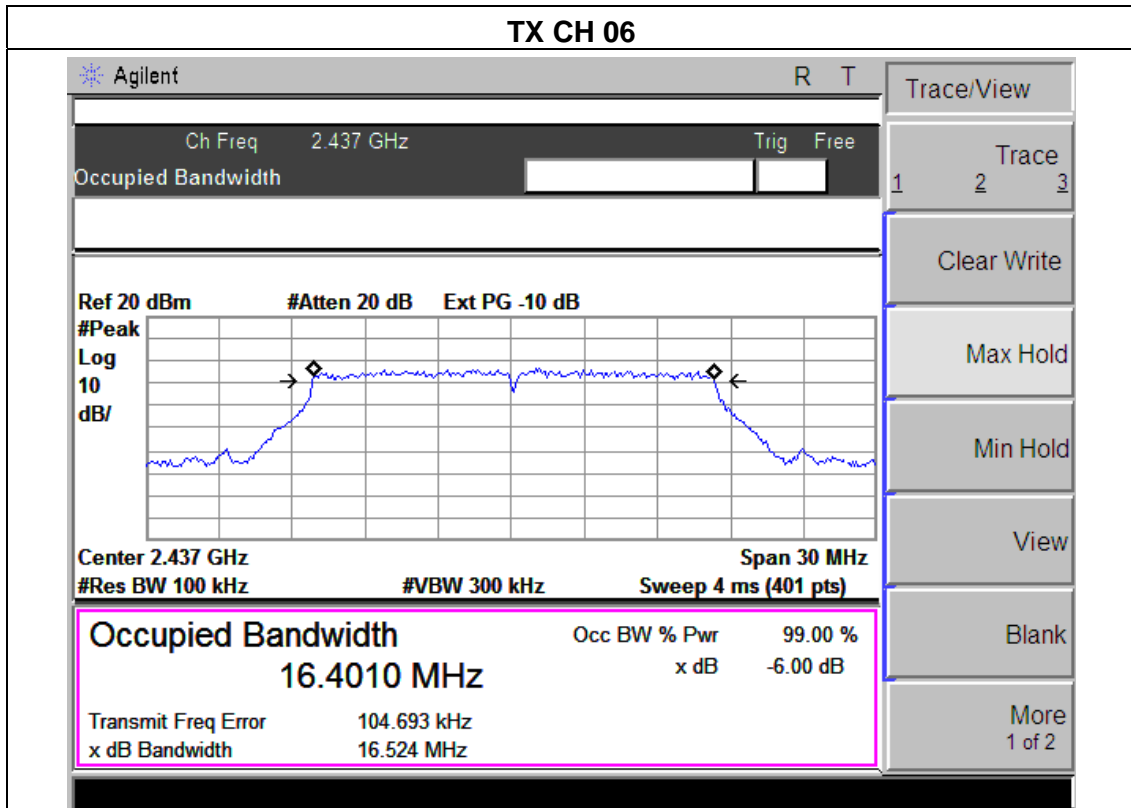 TX CH 06
Agilent R T
Trace/View
Ch Freq 2.437 GHz Trig Free
Occupied Bandwidth
Trace
1 2 3
Clear Write
Max Hold
Min Hold
View
Blank
More
1 of 2
Ref 20 dBm #Atten 20 dB Ext PG -10 dB
#Peak
Log
10
dB/
Center 2.437 GHz Span 30 MHz
#Res BW 100 kHz #VBW 300 kHz Sweep 4 ms (401 pts)
Occupied Bandwidth Occ BW % Pwr 99.00 %
16.4010 MHz x dB -6.00 dB
Transmit Freq Error 104.693 kHz
x dB Bandwidth 16.524 MHz